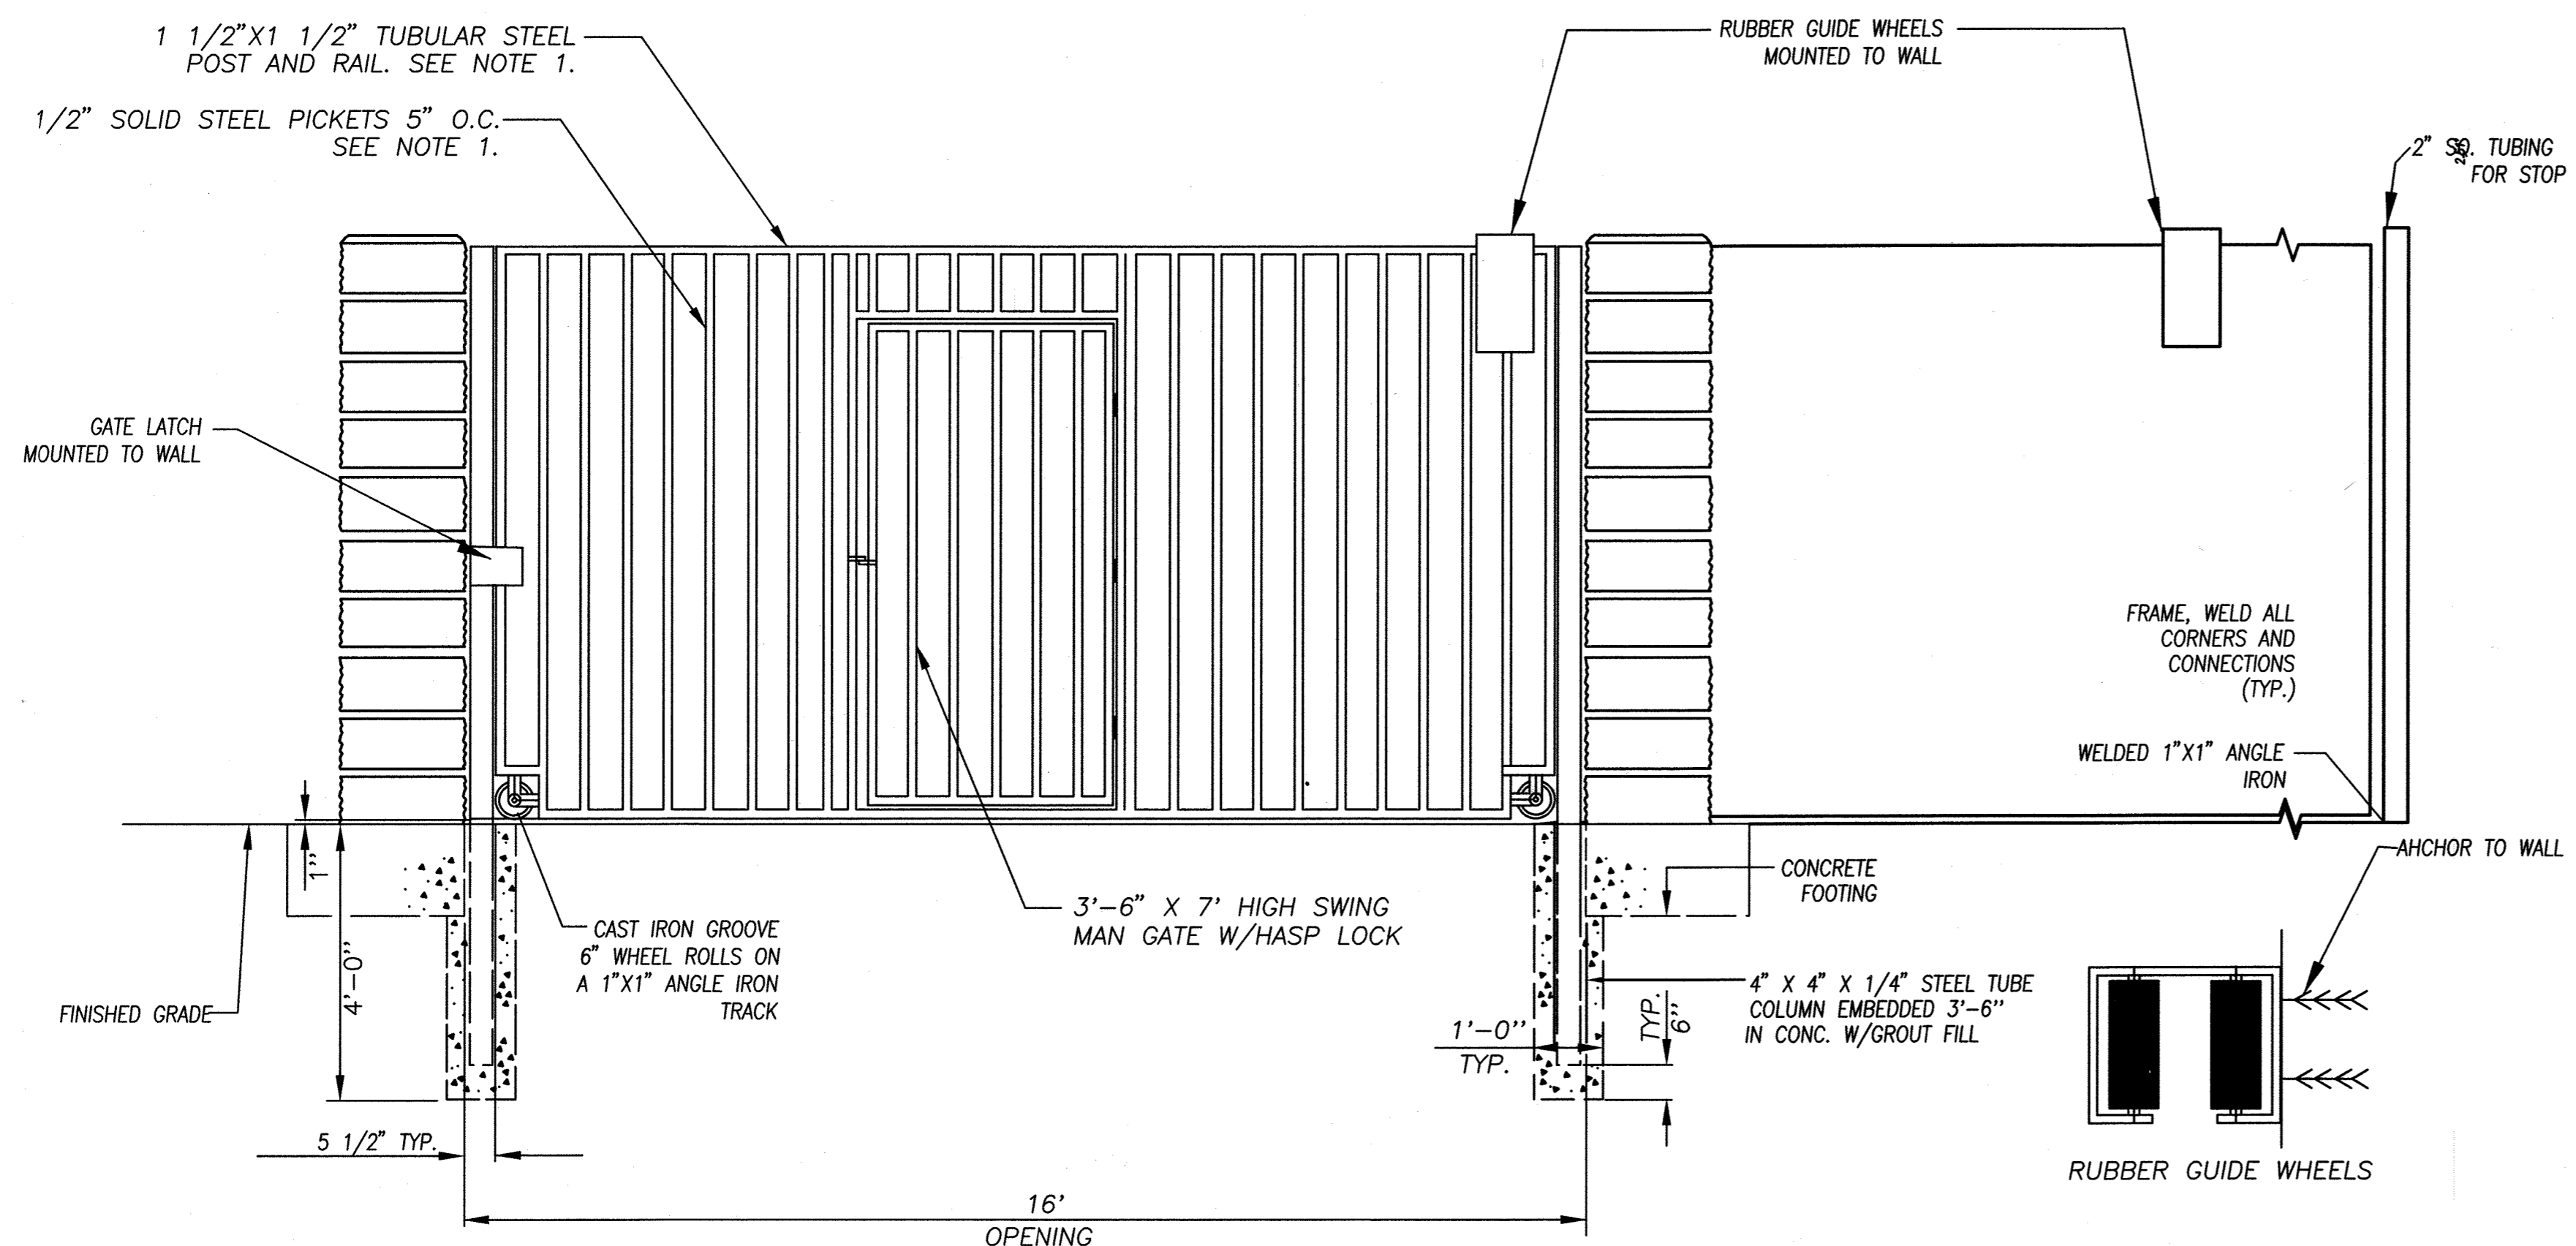 1 1/2”X1 1/2” TUBULAR STEEL
POST AND RAIL. SEE NOTE 1.
1/2” SOLID STEEL PICKETS 5” O.C.
SEE NOTE 1.
RUBBER GUIDE WHEELS
MOUNTED TO WALL
2” SQ. TUBING
FOR STOP
GATE LATCH
MOUNTED TO WALL
FRAME, WELD ALL
CORNERS AND
CONNECTIONS
(TYP.)
WELDED 1”X1” ANGLE
IRON
1”
4’-0”
FINISHED GRADE
CAST IRON GROOVE
6” WHEEL ROLLS ON
A 1”X1” ANGLE IRON
TRACK
3’-6” X 7’ HIGH SWING
MAN GATE W/HASP LOCK
CONCRETE
FOOTING
AHCHOR TO WALL
4” X 4” X 1/4” STEEL TUBE
COLUMN EMBEDDED 3’-6”
IN CONC. W/GROUT FILL
1’-0”
TYP.
TYP.
6”
5 1/2” TYP.
16’
OPENING
RUBBER GUIDE WHEELS